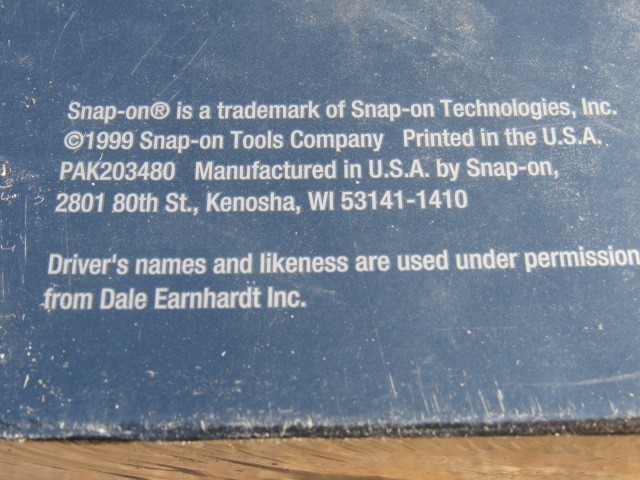 Snap-on® is a trademark of Snap-on Technologies, Inc.
©1999 Snap-on Tools Company Printed in the U.S.A.
PAK203480 Manufactured in U.S.A. by Snap-on,
2801 80th St., Kenosha, WI 53141-1410
Driver's names and likeness are used under permission
from Dale Earnhardt Inc.